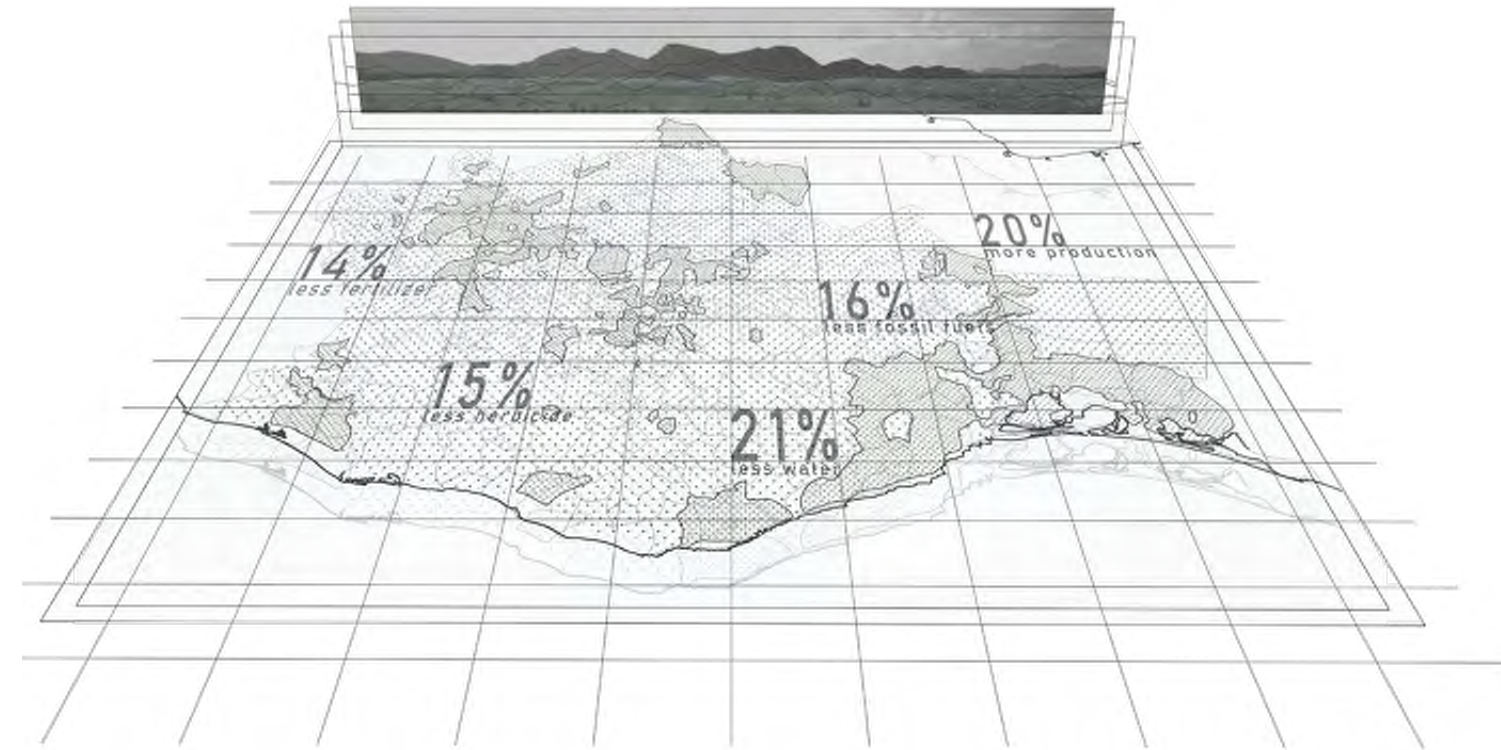 20%
more production
14%
less fertilizer
16%
less fossil fuels
15%
less herbicide
21%
less water